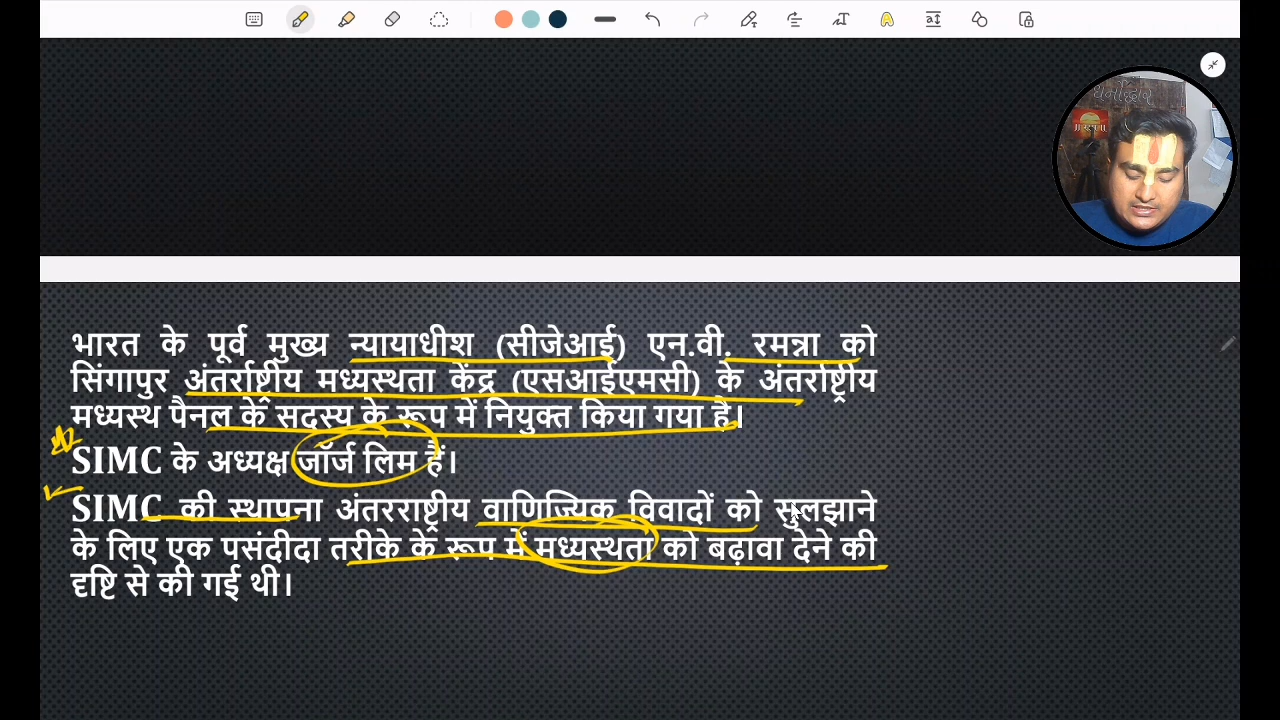 धर्मोद्धार
भारत के पूर्व मुख्य न्यायाधीश (सीजेआई) एन.वी. रमन्ना को
सिंगापुर अंतर्राष्ट्रीय मध्यस्थता केंद्र (एसआईएमसी) के अंतर्राष्ट्रीय
मध्यस्थ पैनल के सदस्य के रूप में नियुक्त किया गया है।
SIMC के अध्यक्ष जॉर्ज लिम हैं।
SIMC की स्थापना अंतरराष्ट्रीय वाणिज्यिक विवादों को सुलझाने
के लिए एक पसंदीदा तरीके के रूप में मध्यस्थता को बढ़ावा देने की
दृष्टि से की गई थी।